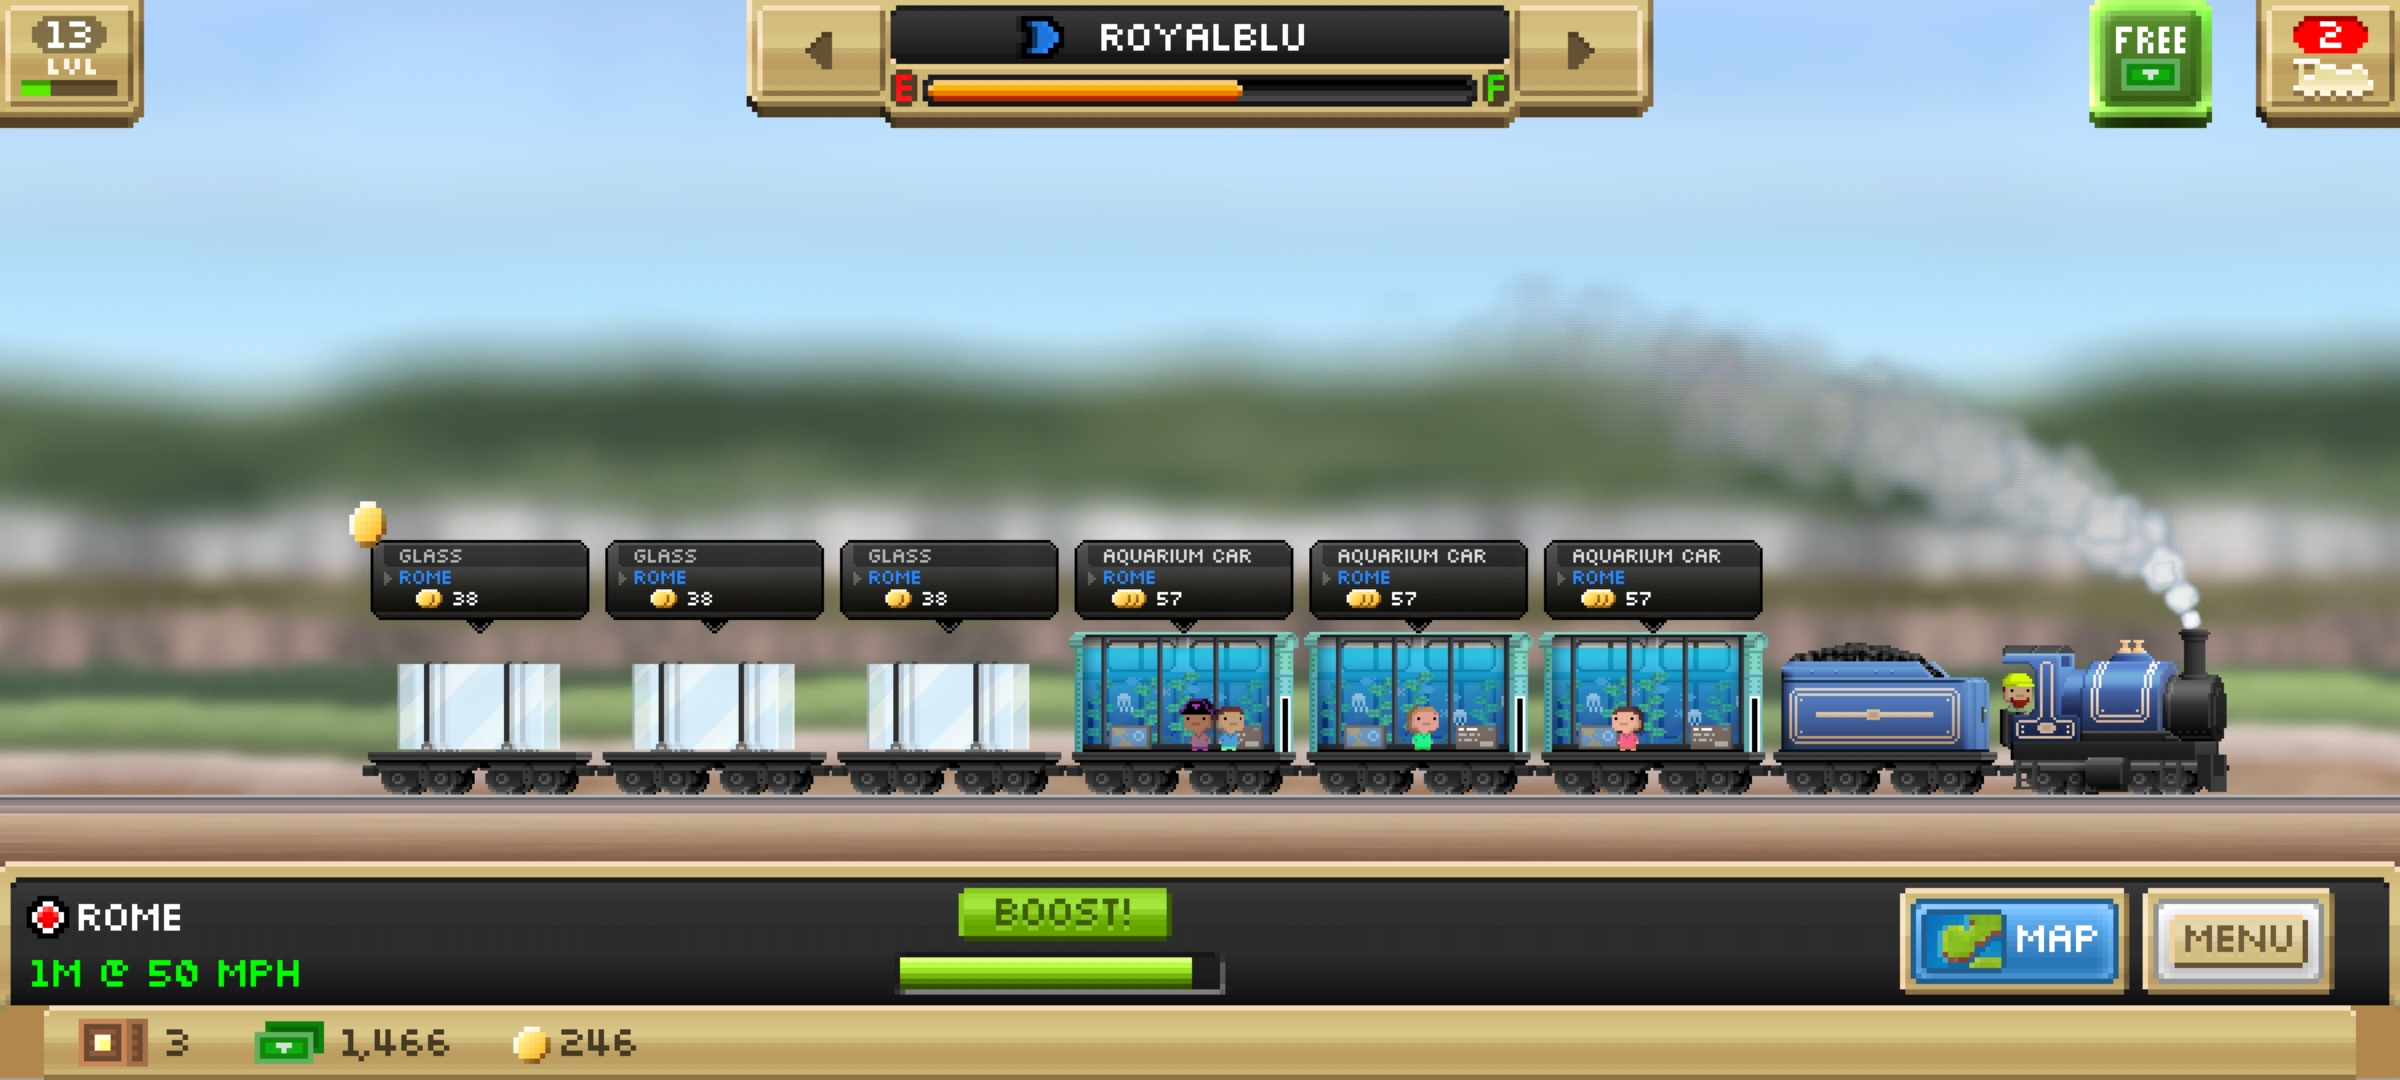 13
LVL
ROYALBLU
E F
FREE
2
GLASS
ROME
38
GLASS
ROME
38
GLASS
ROME
38
AQUARIUM CAR
ROME
57
AQUARIUM CAR
ROME
57
AQUARIUM CAR
ROME
57
ROME
1M @ 50 MPH
BOOST!
MAP
MENU
3
1,466
246